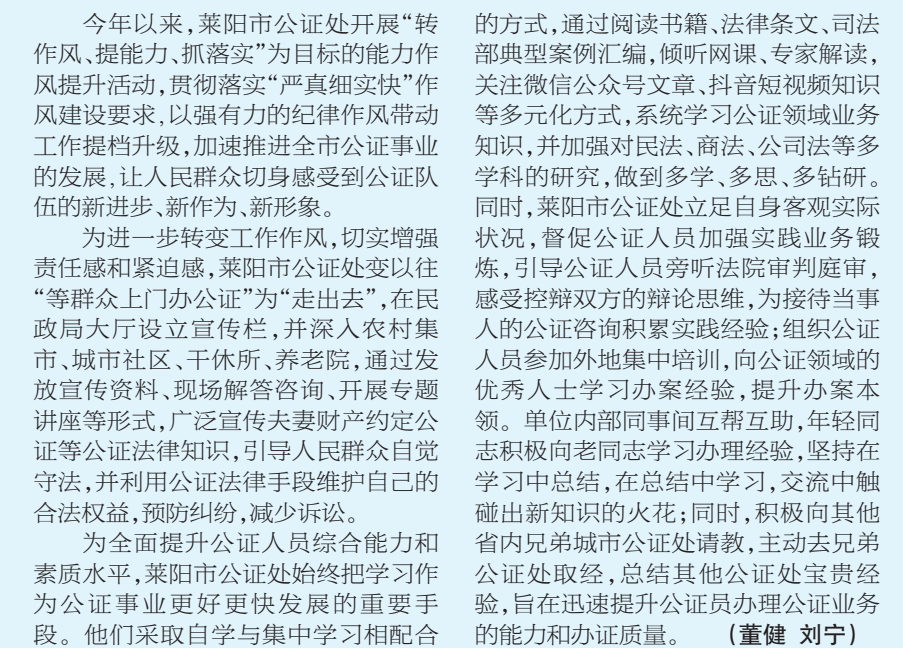 今年以来,莱阳市公证处开展“转
作风、提能力、抓落实”为目标的能力作
风提升活动,贯彻落实“严真细实快”作
风建设要求,以强有力的纪律作风带动
工作提档升级,加速推进全市公证事业
的发展,让人民群众切身感受到公证队
伍的新进步、新作为、新形象。
为进一步转变工作作风,切实增强
责任感和紧迫感,莱阳市公证处变以往
“等群众上门办公证”为“走出去”,在民
政局大厅设立宣传栏,并深入农村集
市、城市社区、干休所、养老院,通过发
放宣传资料、现场解答咨询、开展专题
讲座等形式,广泛宣传夫妻财产约定公
证等公证法律知识,引导人民群众自觉
守法,并利用公证法律手段维护自己的
合法权益,预防纠纷,减少诉讼。
为全面提升公证人员综合能力和
素质水平,莱阳市公证处始终把学习作
为公证事业更好更快发展的重要手
段。他们采取自学与集中学习相配合
的方式,通过阅读书籍、法律条文、司法
部典型案例汇编,倾听网课、专家解读,
关注微信公众号文章、抖音短视频知识
等多元化方式,系统学习公证领域业务
知识,并加强对民法、商法、公司法等多
学科的研究,做到多学、多思、多钻研。
同时,莱阳市公证处立足自身客观实际
状况,督促公证人员加强实践业务锻
炼,引导公证人员旁听法院审判庭审,
感受控辩双方的辩论思维,为接待当事
人的公证咨询积累实践经验;组织公证
人员参加外地集中培训,向公证领域的
优秀人士学习办案经验,提升办案本
领。单位内部同事间互帮互助,年轻同
志积极向老同志学习办理经验,坚持在
学习中总结,在总结中学习,交流中触
碰出新知识的火花;同时,积极向其他
省内兄弟城市公证处请教,主动去兄弟
公证处取经,总结其他公证处宝贵经
验,旨在迅速提升公证员办理公证业务
的能力和办证质量。 (董健 刘宁)